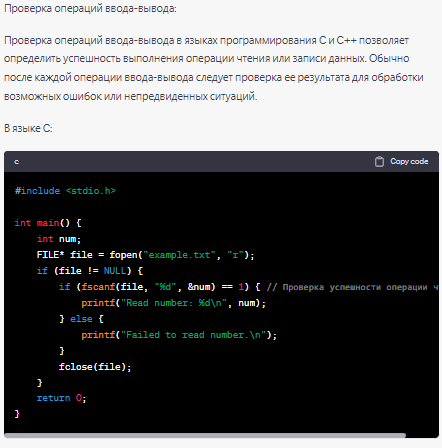 Проверка операций ввода-вывода:
Проверка операций ввода-вывода в языках программирования C и C++ позволяет
определить успешность выполнения операции чтения или записи данных. Обычно
после каждой операции ввода-вывода следует проверка ее результата для обработки
возможных ошибок или непредвиденных ситуаций.
В языке C:
c Copy code
#include <stdio.h>
int main() {
    int num;
    FILE* file = fopen("example.txt", "r");
    if (file != NULL) {
        if (fscanf(file, "%d", &num) == 1) { // Проверка успешности операции ч
            printf("Read number: %d\n", num);
        } else {
            printf("Failed to read number.\n");
        }
        fclose(file);
    }
    return 0;
}